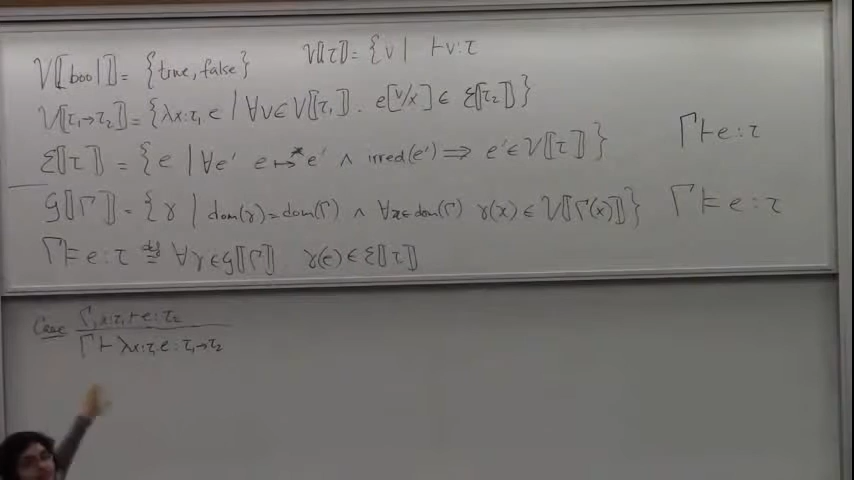 V⟦bool⟧ = {true, false}   V⟦τ⟧ = {v | ⊢ v : τ
V⟦τ₁→τ₂⟧ = {λx:τ₁.e | ∀v∈V⟦τ₁⟧. e[v/x] ∈ ℰ⟦τ₂⟧}
ℰ⟦τ⟧ = {e | ∀e' e ↦* e' ∧ irred(e') ⟹ e' ∈ V⟦τ⟧}
Γ ⊢ e : τ
G⟦Γ⟧ = {γ | dom(γ) = dom(Γ) ∧ ∀x∈dom(Γ) γ(x) ∈ V⟦Γ(x)⟧}
Γ ⊨ e : τ
Γ ⊨ e : τ ≝ ∀γ∈G⟦Γ⟧ γ(e) ∈ ℰ⟦τ⟧
Case Γ, x:τ₁ ⊢ e : τ₂
Γ ⊢ λx:τ₁.e : τ₁→τ₂